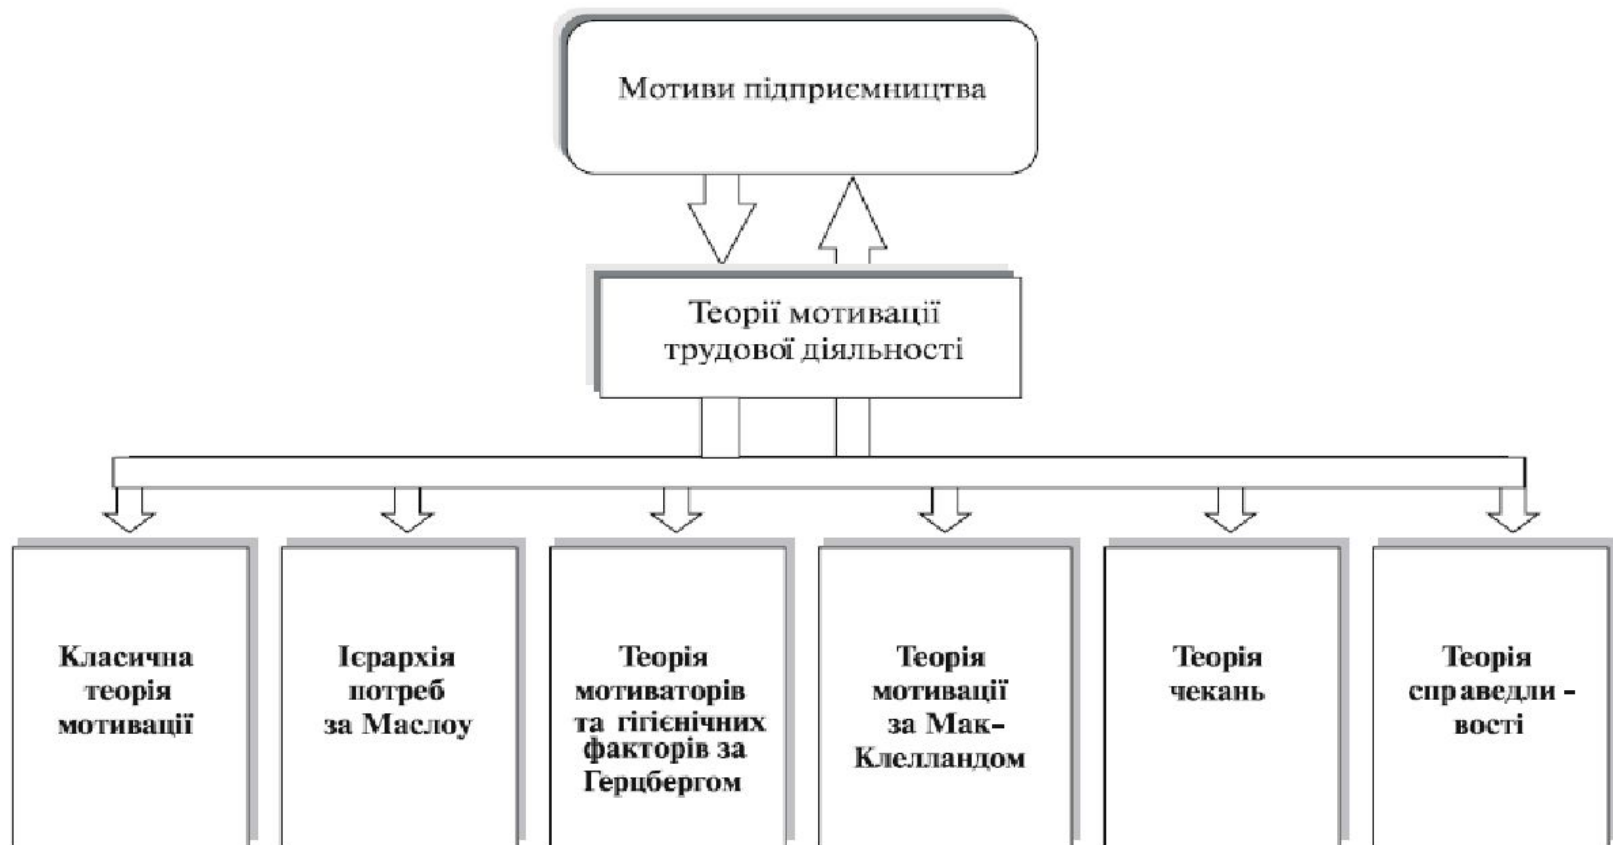 Мотиви підприємництва
Теорії мотивації
трудової діяльності
Класична
теорія
мотивації
Ієрархія
потреб
за Маслоу
Теорія
мотиваторів
та гігієнічних
факторів за
Герцбергом
Теорія
мотивації
за Мак-
Клелландом
Теорія
чекань
Теорія
справедли -
вості